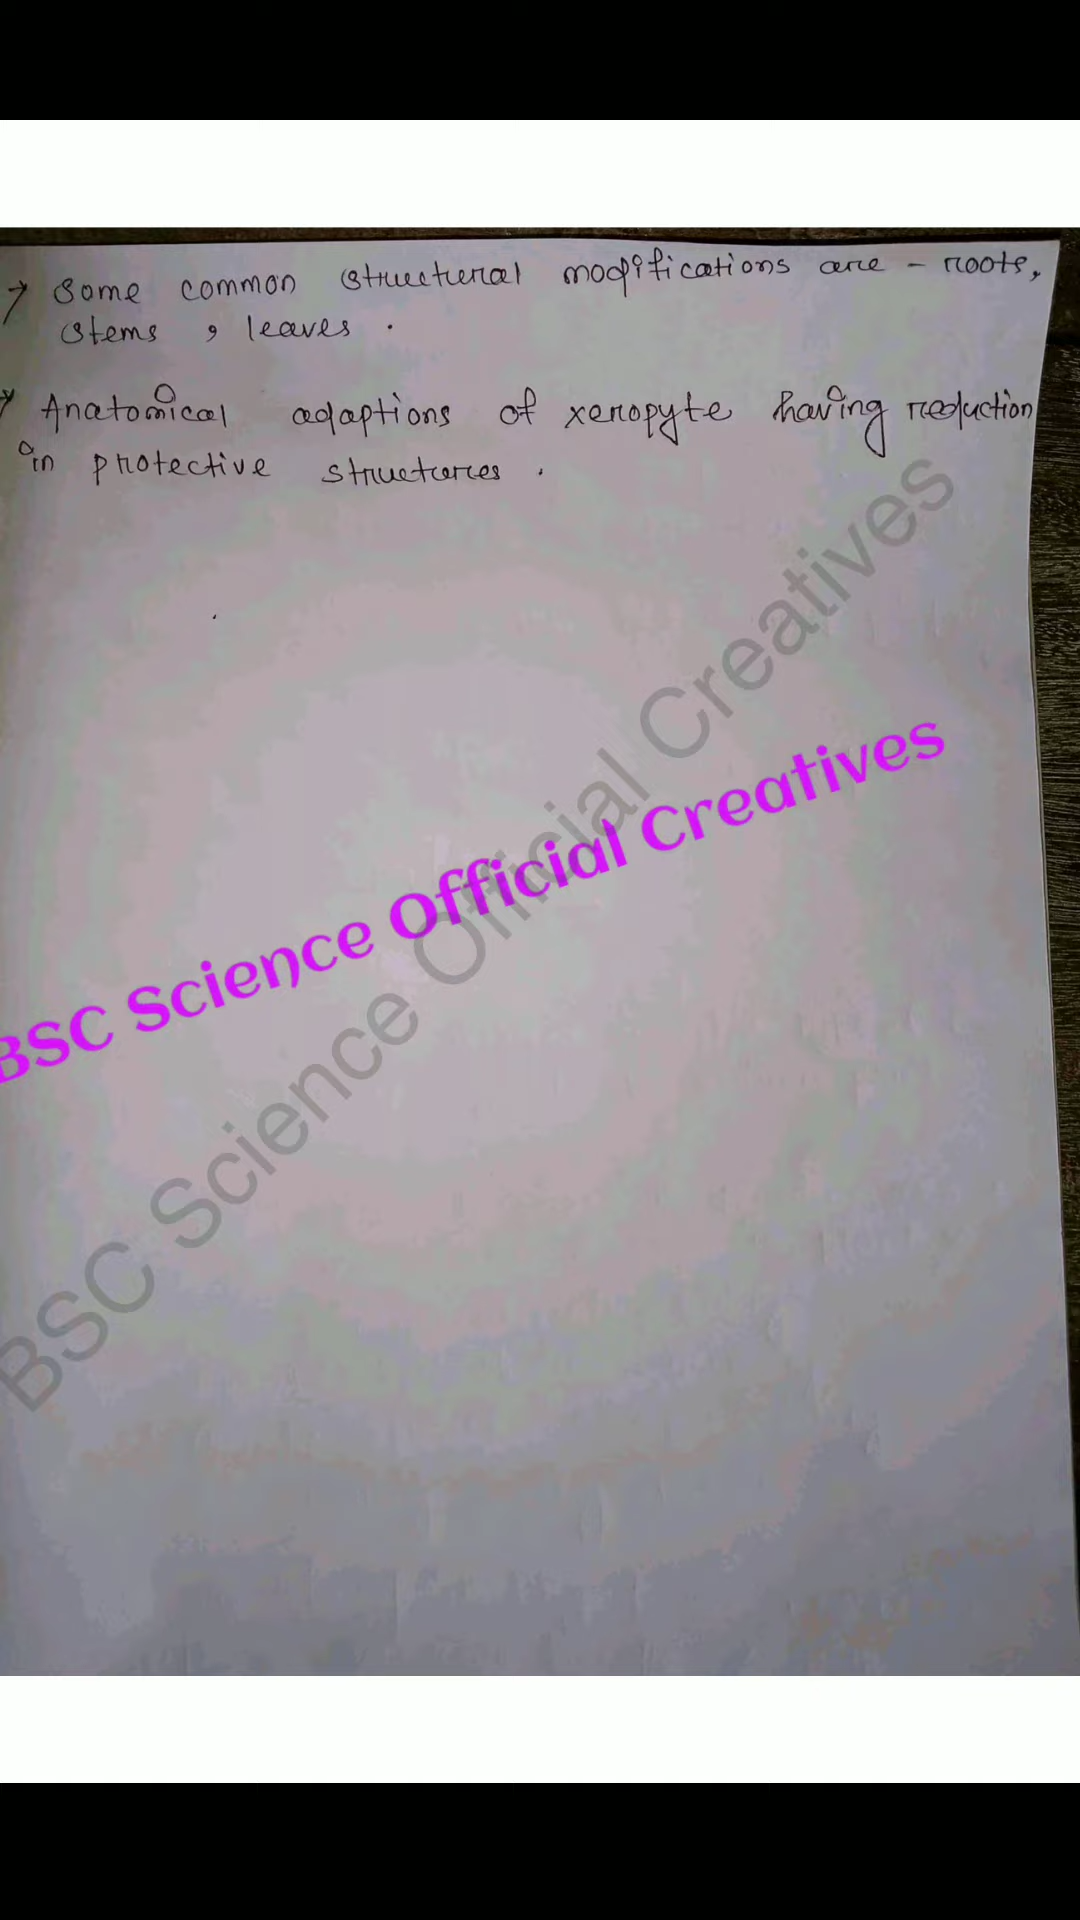 → Some common structural modifications are - roots,
stems, leaves.
→ Anatomical adaptions of xeropyte having reduction
in protective structures.
BSC Science Official Creatives
BSC Science Official Creatives